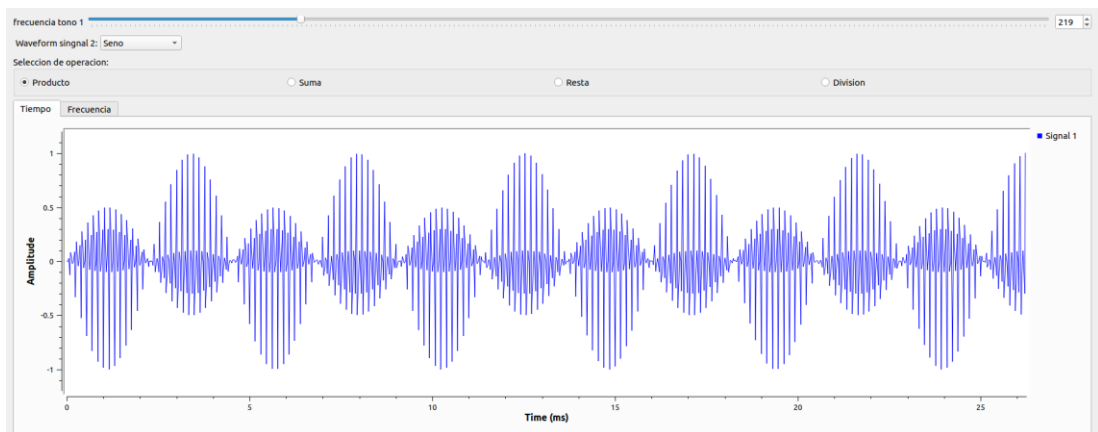 frecuencia tono 1
219
Waveform singnal 2: Seno
Seleccion de operacion:
Producto Suma Resta Division
Tiempo Frecuencia
Signal 1
Amplitude
1
0.5
0
-0.5
-1
0 5 10 15 20 25
Time (ms)